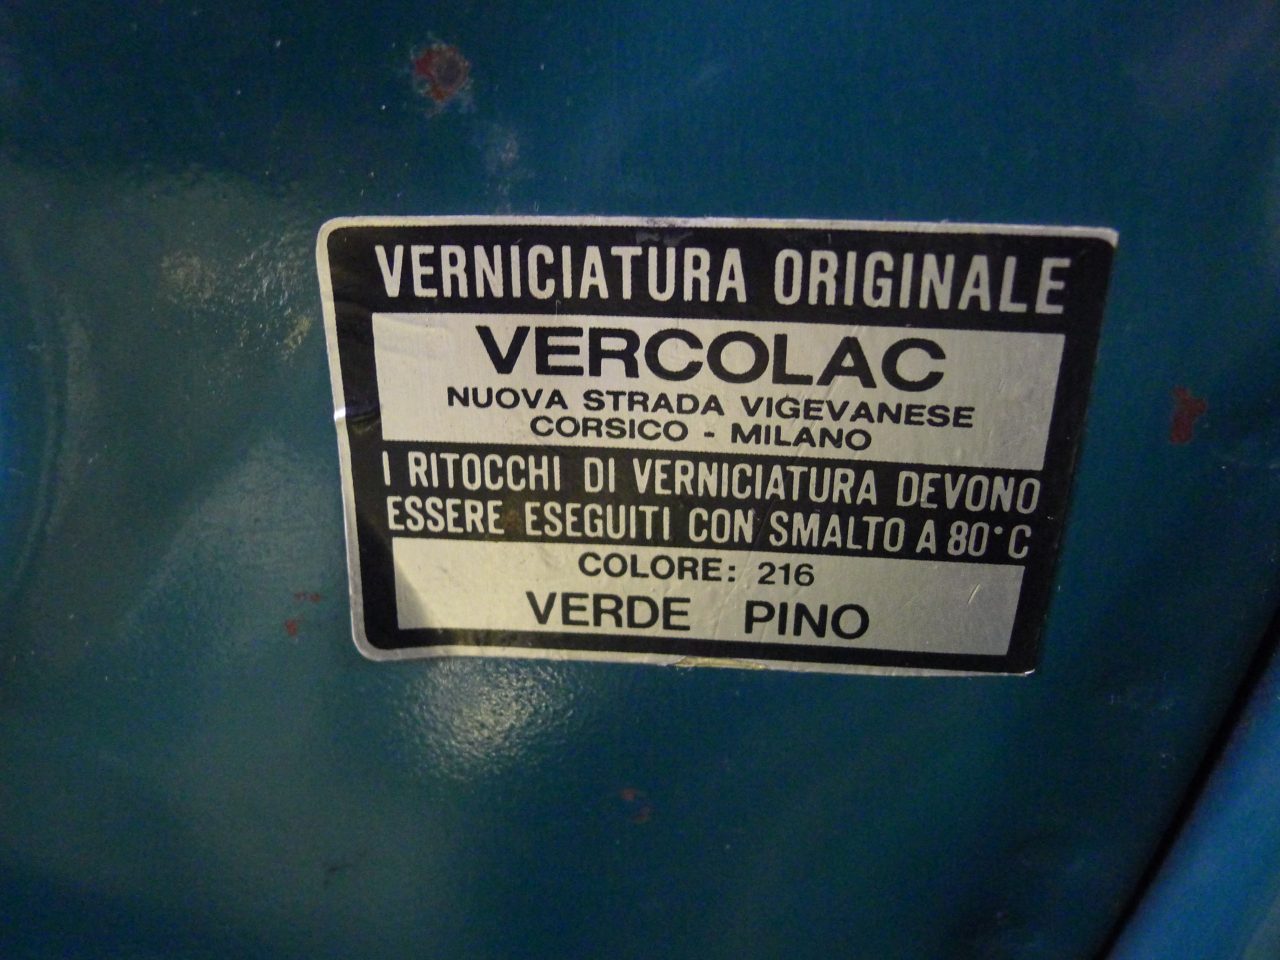 VERNICIATURA ORIGINALE
VERCOLAC
NUOVA STRADA VIGEVANESE
CORSICO - MILANO
I RITOCCHI DI VERNICIATURA DEVONO
ESSERE ESEGUITI CON SMALTO A 80°C
COLORE: 216
VERDE PINO